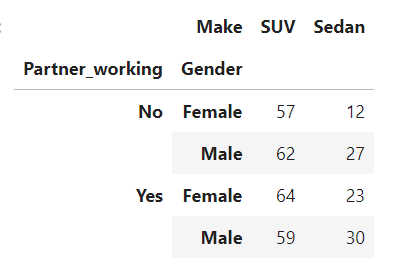 Make SUV Sedan
Partner_working Gender
No Female 57 12
Male 62 27
Yes Female 64 23
Male 59 30